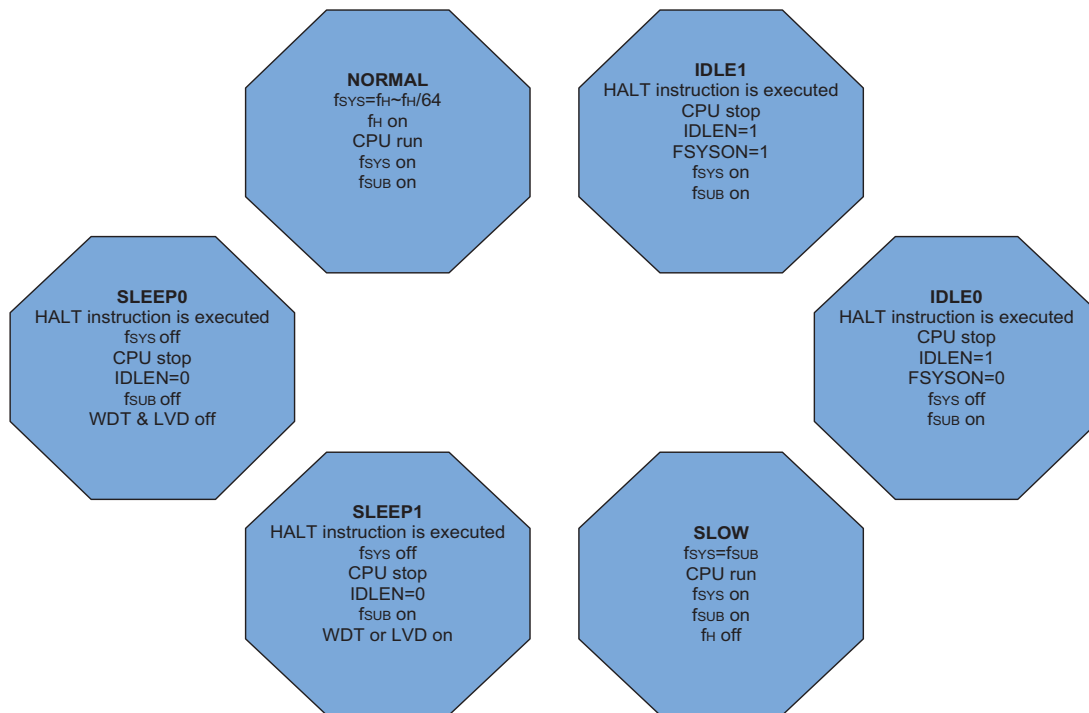 NORMAL
fSYS=fH~fH/64
fH on
CPU run
fSYS on
fSUB on
IDLE1
HALT instruction is executed
CPU stop
IDLEN=1
FSYSON=1
fSYS on
fSUB on
SLEEP0
HALT instruction is executed
fSYS off
CPU stop
IDLEN=0
fSUB off
WDT & LVD off
IDLE0
HALT instruction is executed
CPU stop
IDLEN=1
FSYSON=0
fSYS off
fSUB on
SLEEP1
HALT instruction is executed
fSYS off
CPU stop
IDLEN=0
fSUB on
WDT or LVD on
SLOW
fSYS=fSUB
CPU run
fSYS on
fSUB on
fH off